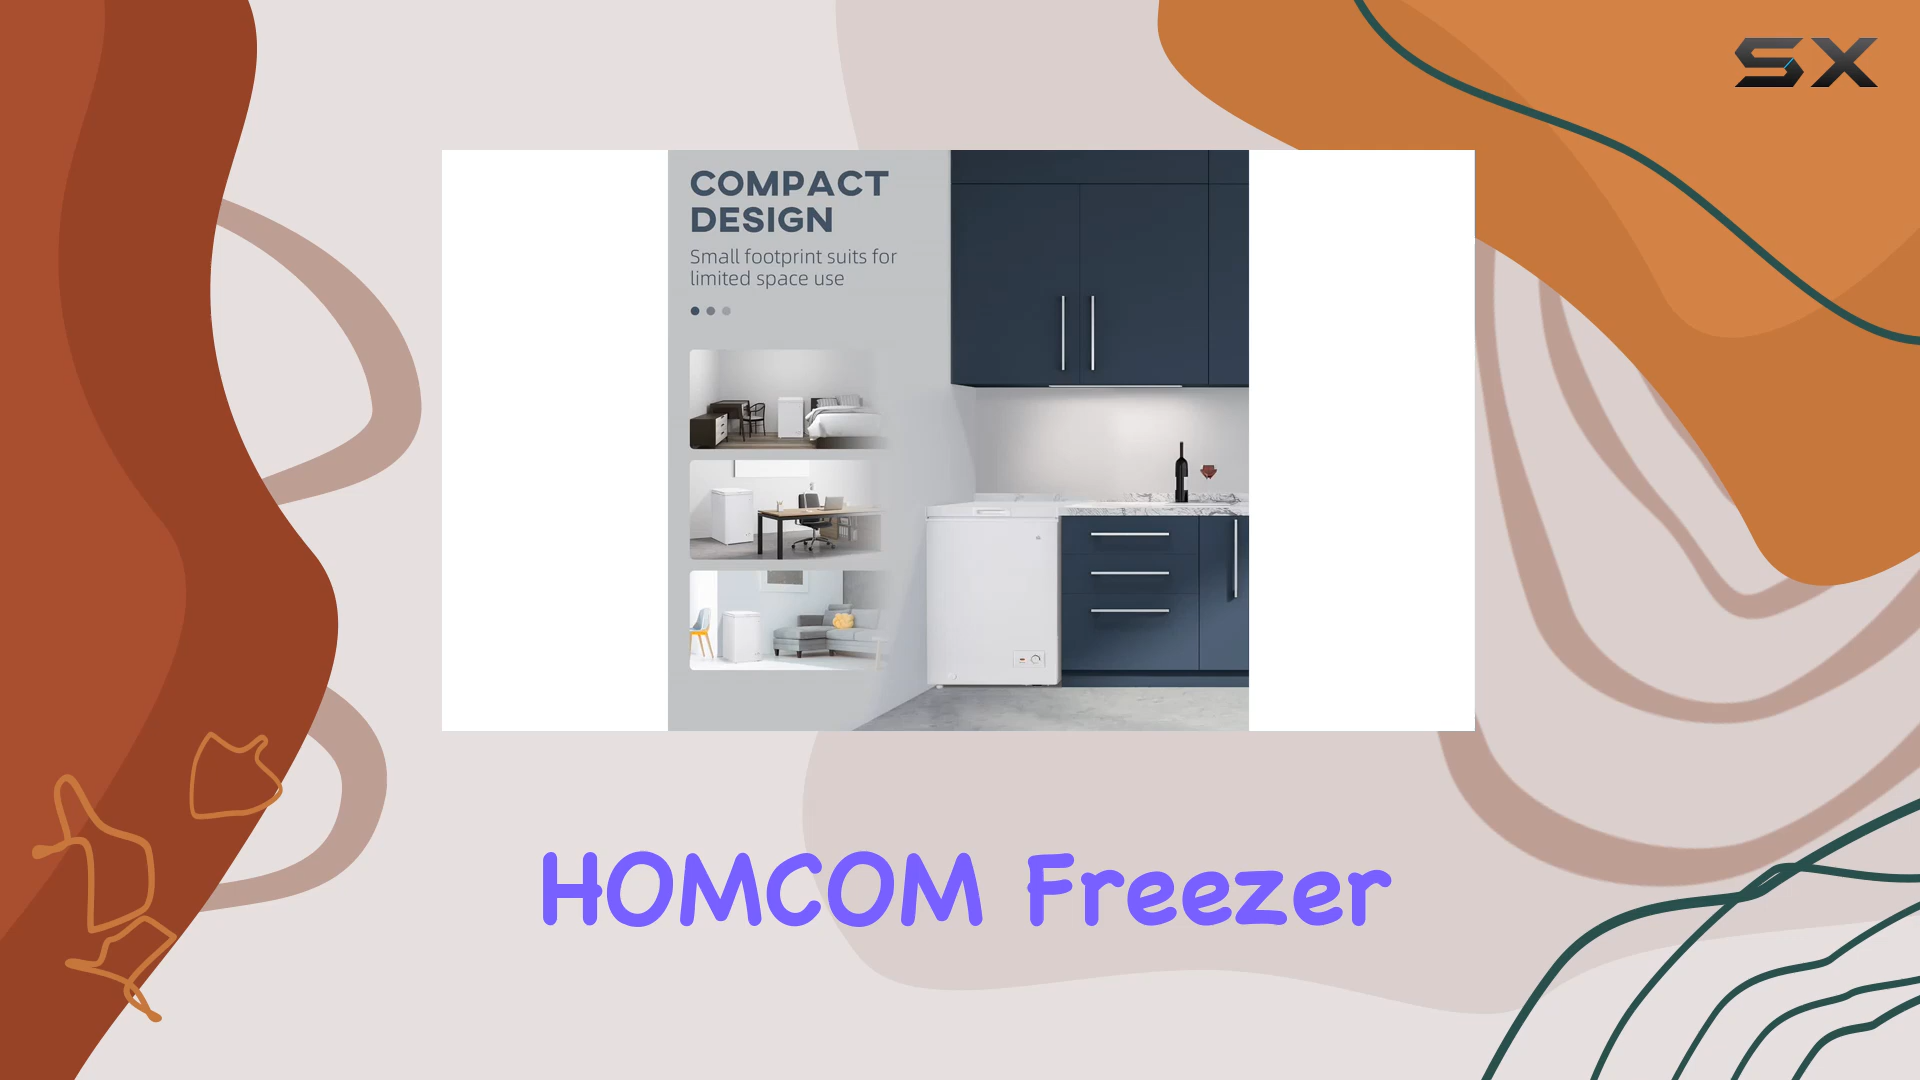 SX
COMPACT
DESIGN
Small footprint suits for
limited space use
HOMCOM Freezer